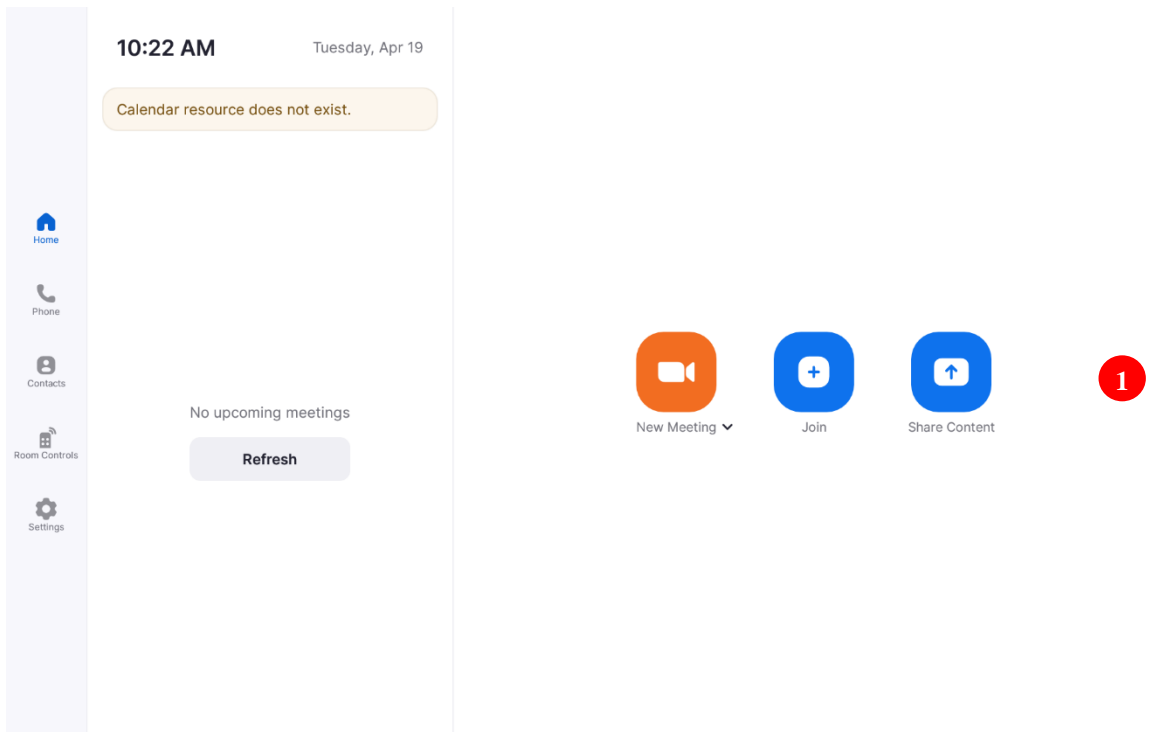 10:22 AM
Tuesday, Apr 19
Calendar resource does not exist.
Home
Phone
Contacts
Room Controls
Settings
No upcoming meetings
Refresh
New Meeting
Join
Share Content
1